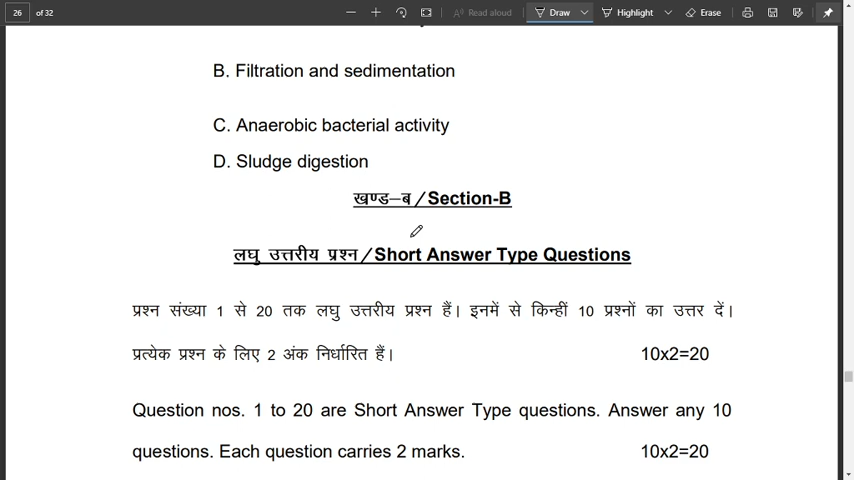 26 of 32 Read aloud Draw Highlight Erase
B. Filtration and sedimentation
C. Anaerobic bacterial activity
D. Sludge digestion
खण्ड–ब/Section-B
लघु उत्तरीय प्रश्न/Short Answer Type Questions
प्रश्न संख्या 1 से 20 तक लघु उत्तरीय प्रश्न हैं। इनमें से किन्हीं 10 प्रश्नों का उत्तर दें।
प्रत्येक प्रश्न के लिए 2 अंक निर्धारित हैं। 10x2=20
Question nos. 1 to 20 are Short Answer Type questions. Answer any 10
questions. Each question carries 2 marks. 10x2=20